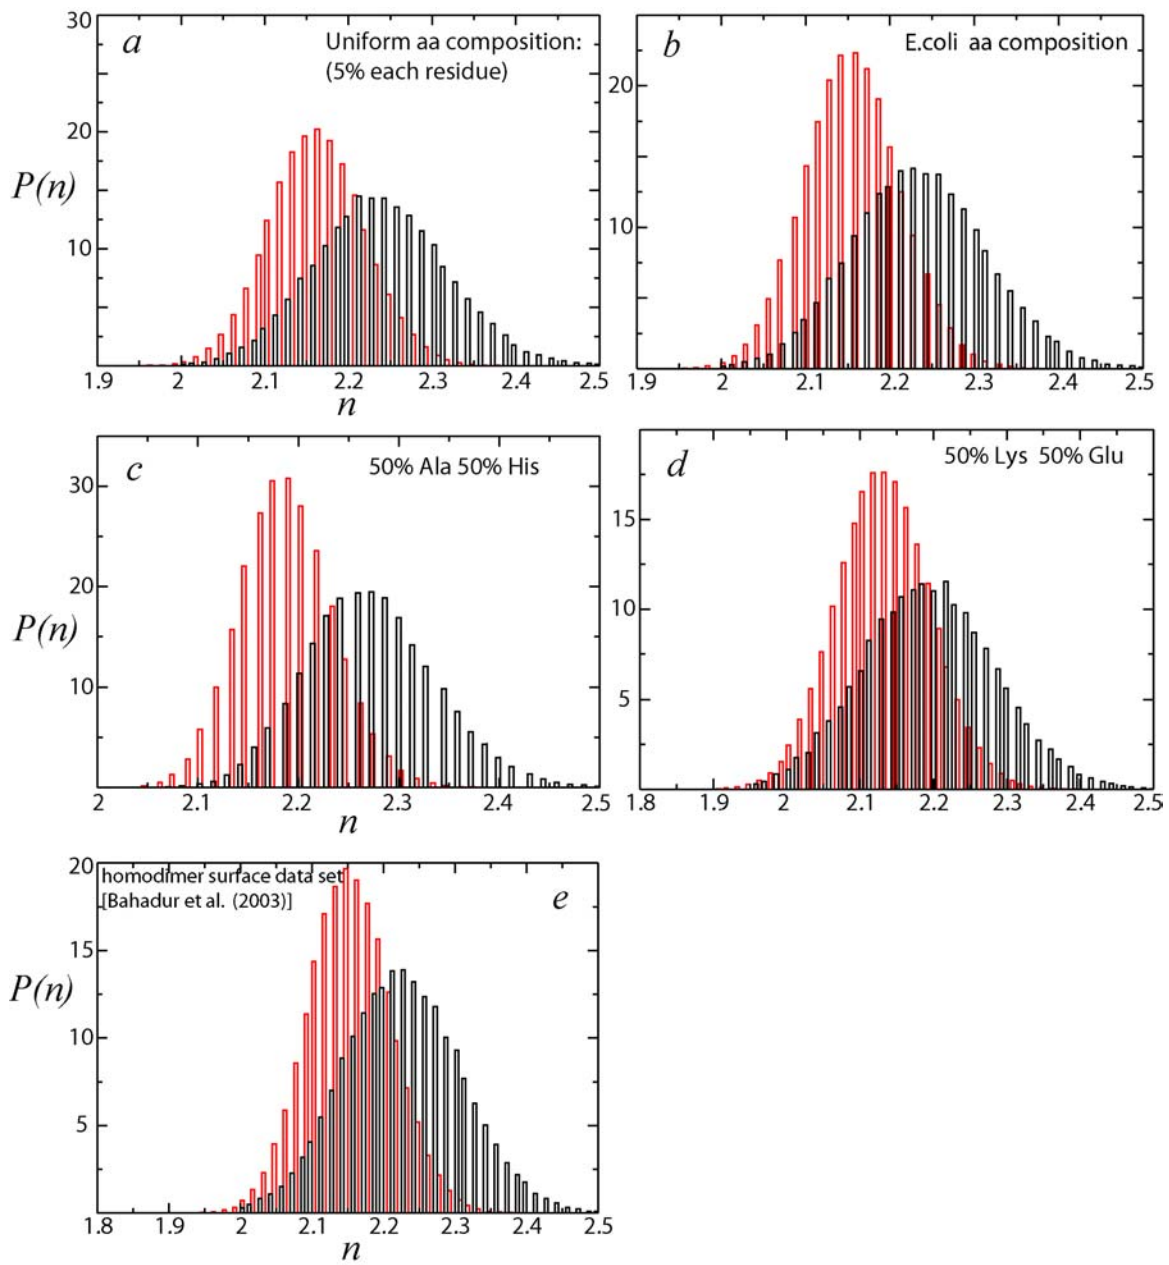 30
a
Uniform aa composition:
(5% each residue)
20
P(n)
10
1.9 2 2.1 2.2 2.3 2.4 2.5
n
b
E.coli aa composition
20
10
1.9 2 2.1 2.2 2.3 2.4 2.5
c
50% Ala 50% His
30
20
P(n)
10
2 2.1 2.2 2.3 2.4 2.5
n
d
50% Lys 50% Glu
15
10
5
1.8 1.9 2 2.1 2.2 2.3 2.4 2.5
20
homodimer surface data set
[Bahadur et al. (2003)]
e
15
P(n)
10
5
1.8 1.9 2 2.1 2.2 2.3 2.4 2.5
n